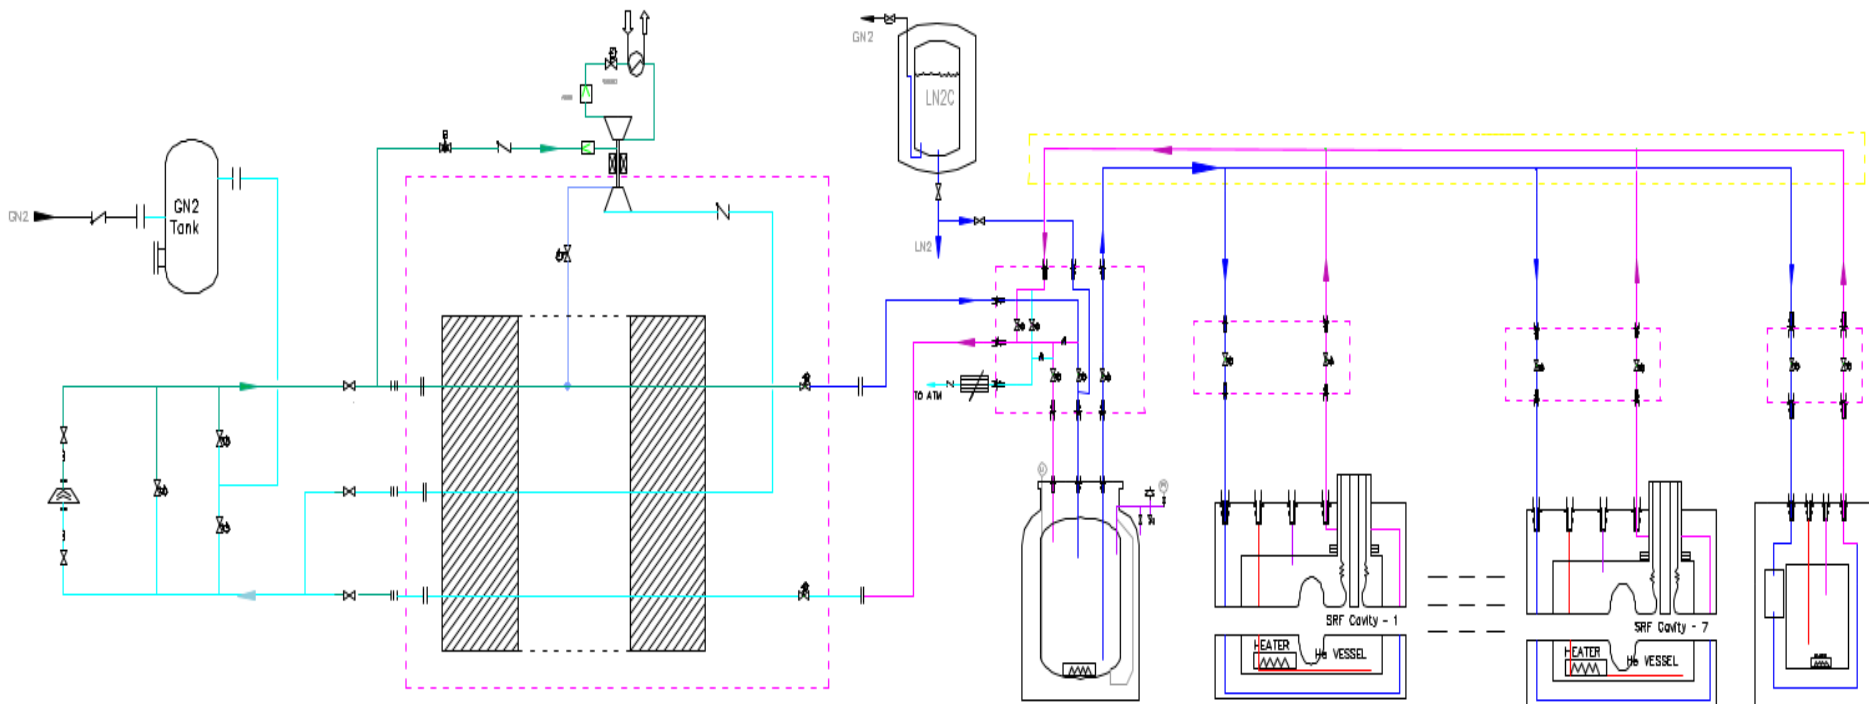 GN2
LN2C
GN2
GN2
Tank
LN2
TO ATM
SRF Cavity - 1
HEATER
He VESSEL
SRF Cavity - 7
HEATER
He VESSEL